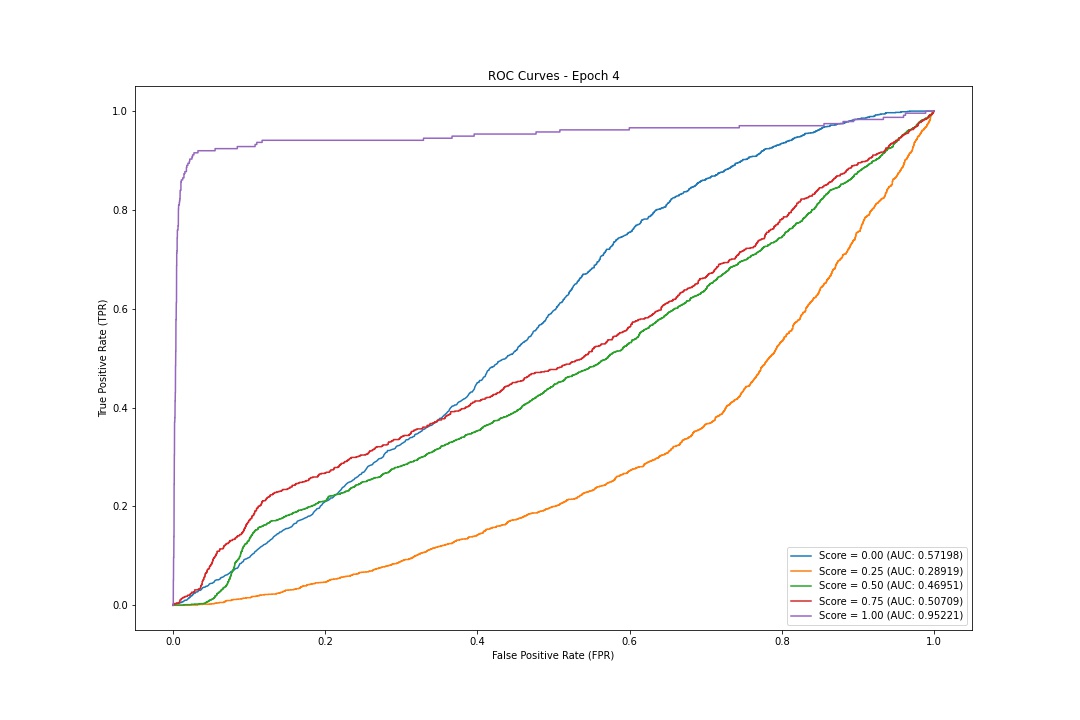 ROC Curves - Epoch 4
True Positive Rate (TPR)
1.0
0.8
0.6
0.4
0.2
0.0
0.0 0.2 0.4 0.6 0.8 1.0
False Positive Rate (FPR)
Score = 0.00 (AUC: 0.57198)
Score = 0.25 (AUC: 0.28919)
Score = 0.50 (AUC: 0.46951)
Score = 0.75 (AUC: 0.50709)
Score = 1.00 (AUC: 0.95221)